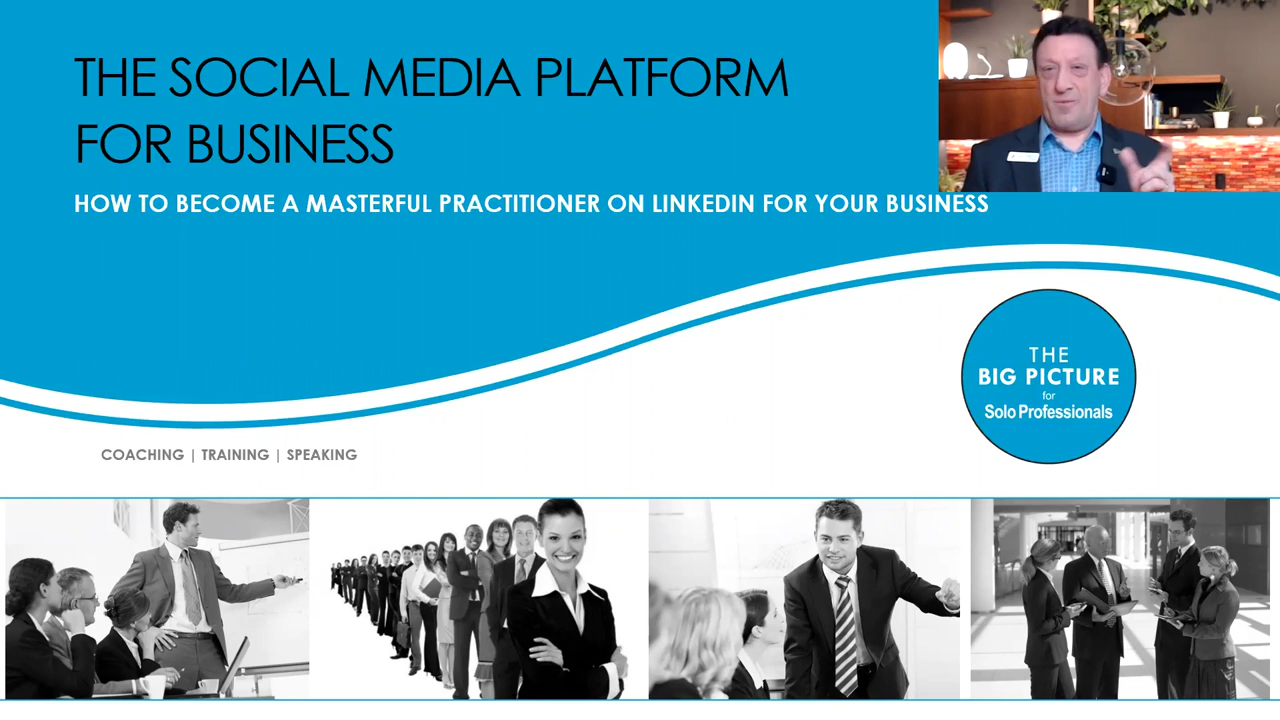 THE SOCIAL MEDIA PLATFORM
FOR BUSINESS
HOW TO BECOME A MASTERFUL PRACTITIONER ON LINKEDIN FOR YOUR BUSINESS
THE
BIG PICTURE
for
Solo Professionals
COACHING | TRAINING | SPEAKING